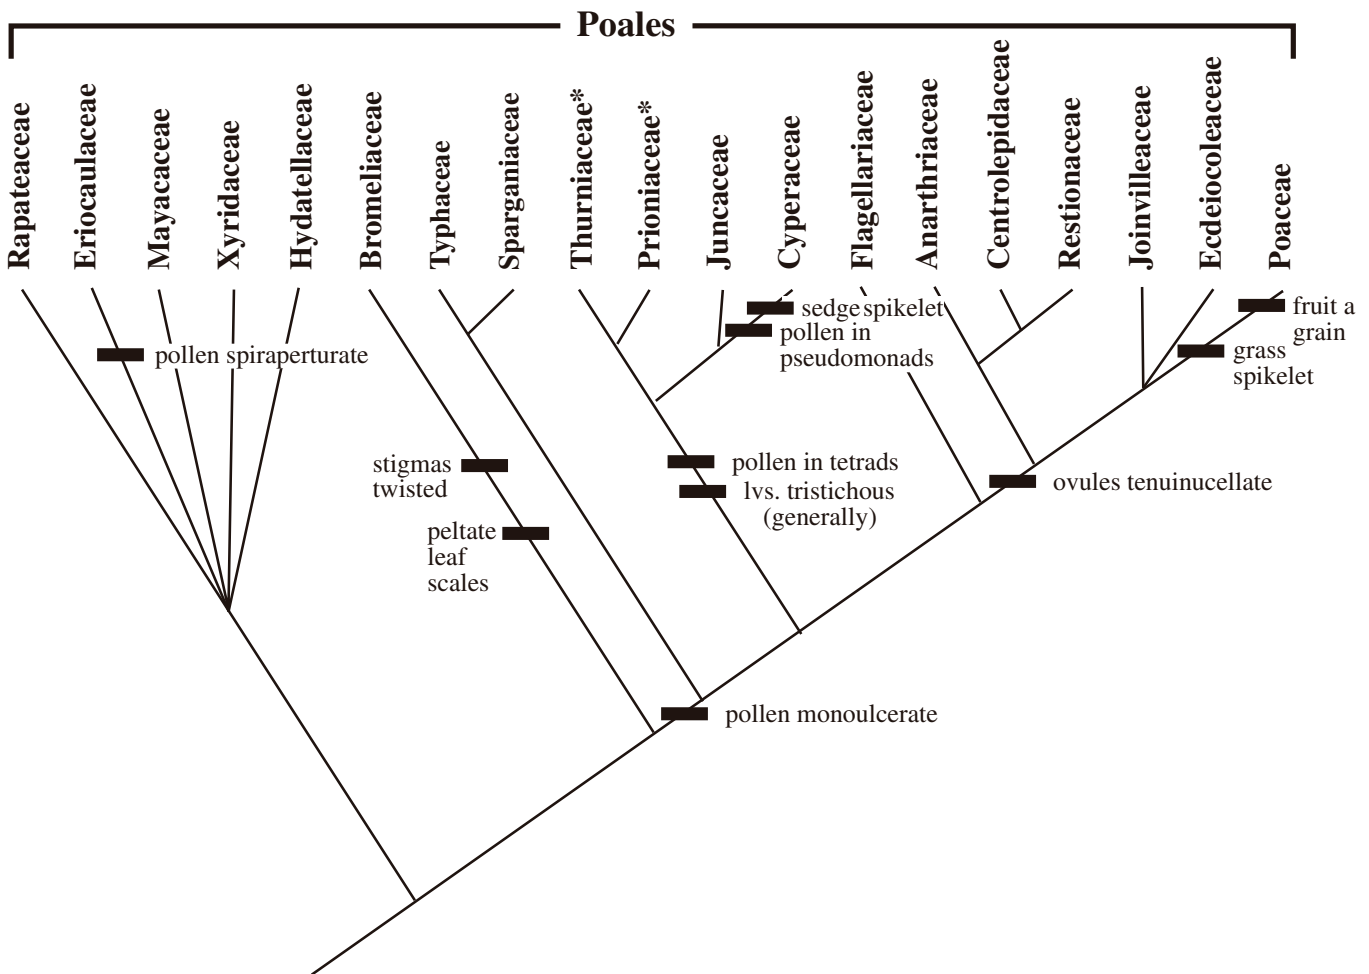 Poales
Rapateaceae
Eriocaulaceae
Mayacaceae
Xyridaceae
Hydatellaceae
Bromeliaceae
Typhaceae
Sparganiaceae
Thurniaceae*
Prioniaceae*
Juncaceae
Cyperaceae
Flagellariaceae
Anarthriaceae
Centrolepidaceae
Restionaceae
Joinvilleaceae
Ecdeiocoleaceae
Poaceae
sedge spikelet
pollen in
pseudomonads
fruit a
grain
pollen spiraperturate
grass
spikelet
stigmas
twisted
pollen in tetrads
lvs. tristichous
(generally)
ovules tenuinucellate
peltate
leaf
scales
pollen monoulcerate